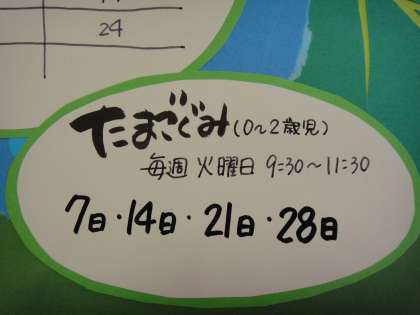 24
たまごぐみ(0~2歳児)
毎週 火曜日 9:30~11:30
7日・14日・21日・28日